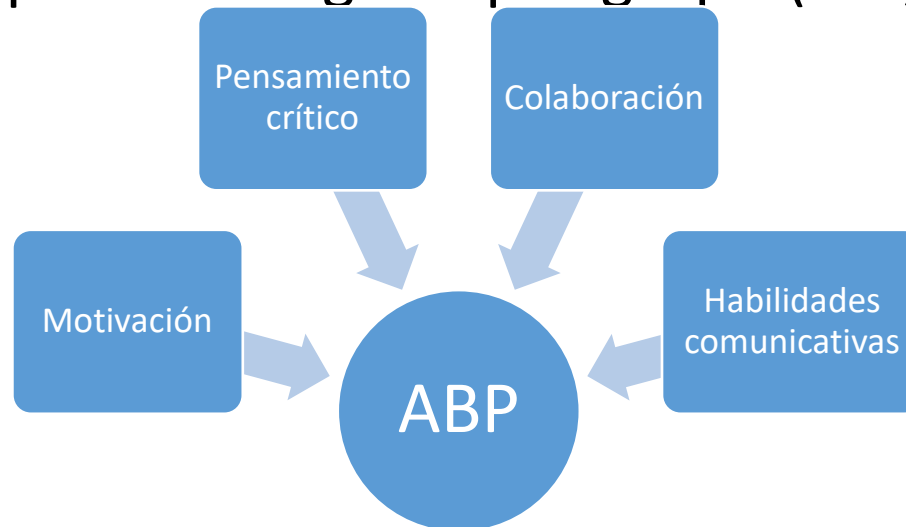 Pensamiento
crítico
Colaboración
Motivación
Habilidades
comunicativas
ABP